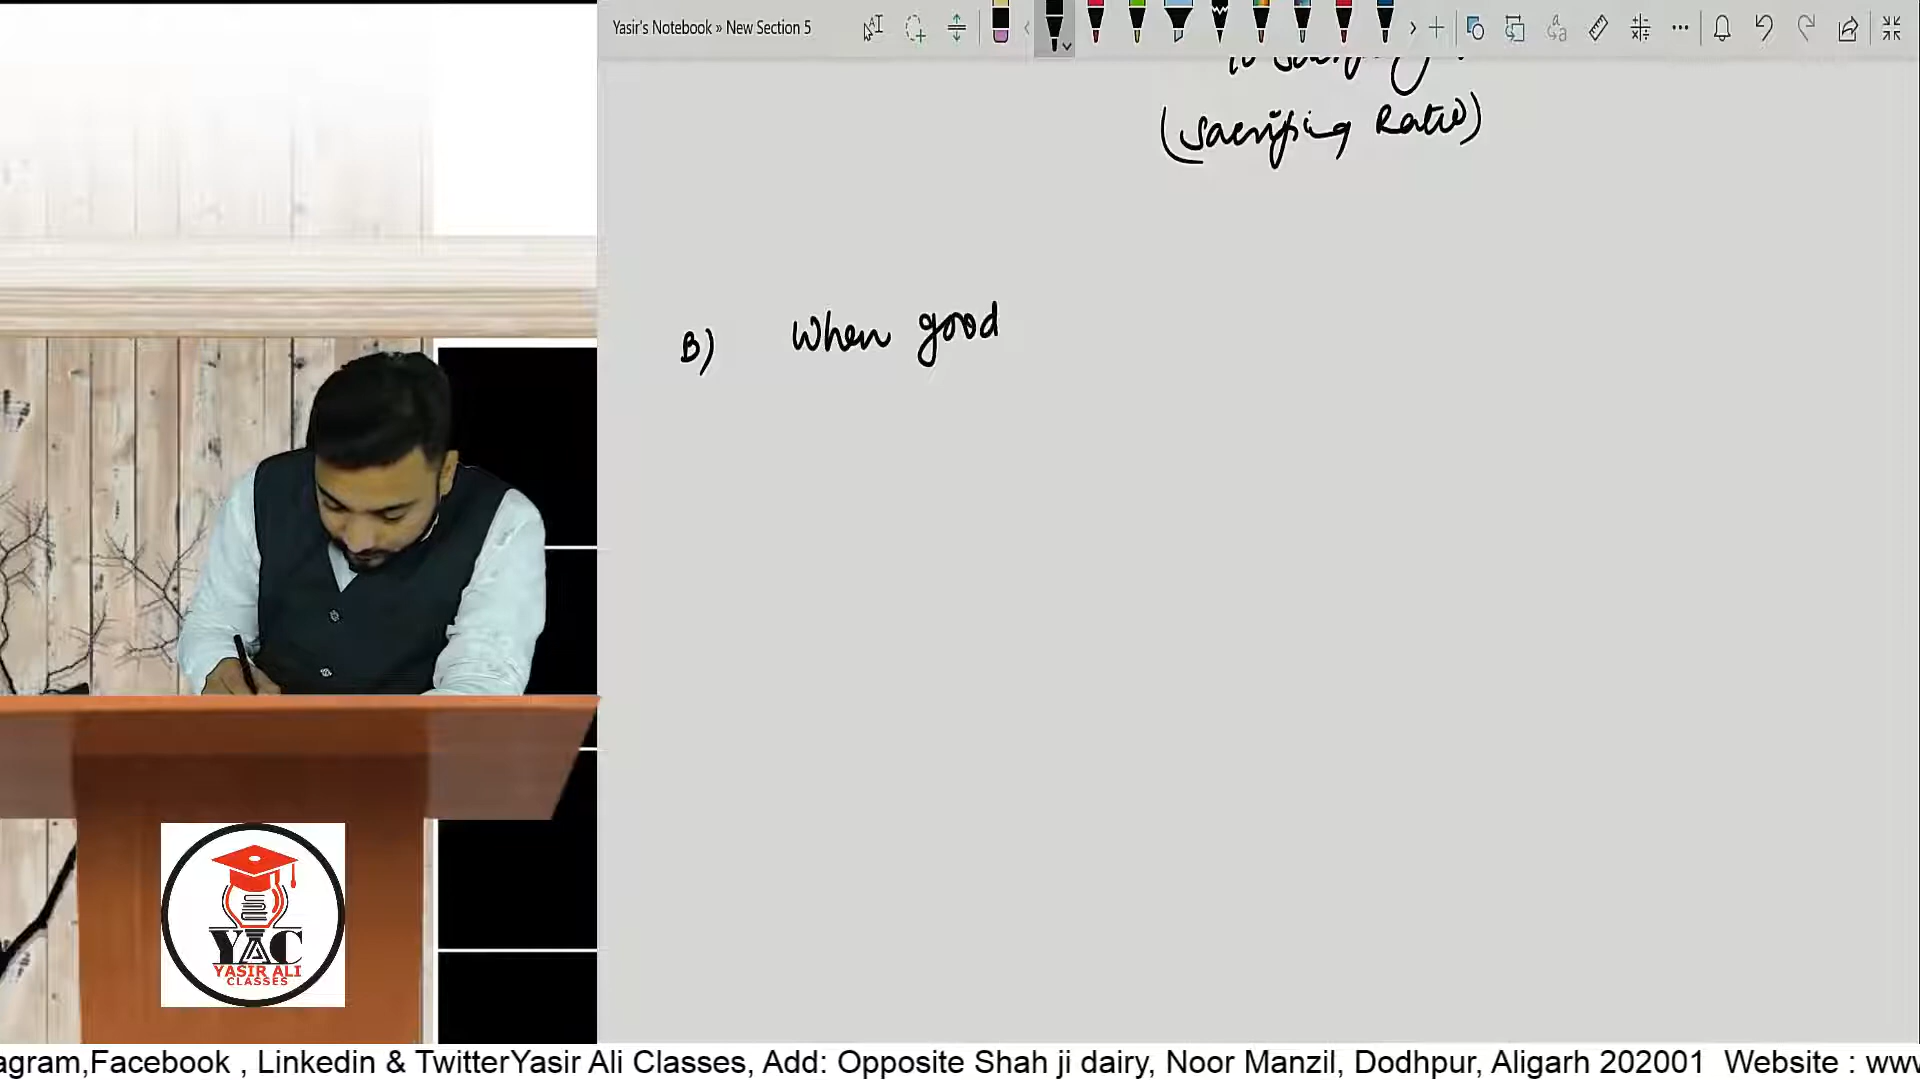 Yasir's Notebook » New Section 5
to
(Sacrificing Ratio)
B) When good
YAC
YASIR ALI
CLASSES
agram,Facebook , Linkedin & TwitterYasir Ali Classes, Add: Opposite Shah ji dairy, Noor Manzil, Dodhpur, Aligarh 202001 Website : www